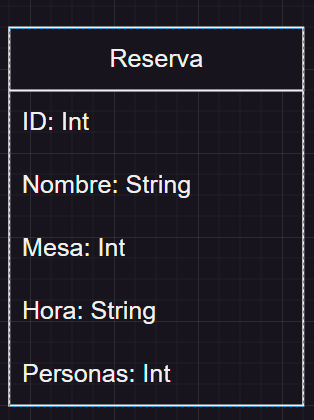 Reserva
ID: Int
Nombre: String
Mesa: Int
Hora: String
Personas: Int